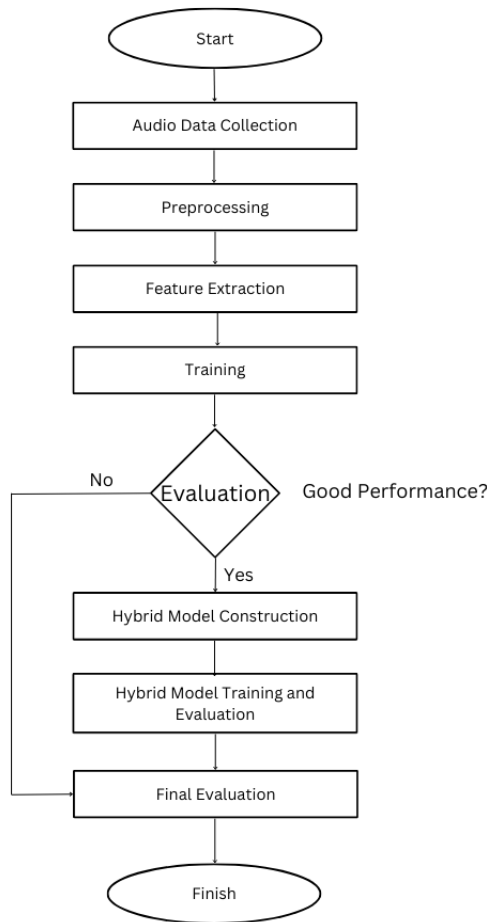 Start
Audio Data Collection
Preprocessing
Feature Extraction
Training
No
Evaluation
Good Performance?
Yes
Hybrid Model Construction
Hybrid Model Training and
Evaluation
Final Evaluation
Finish